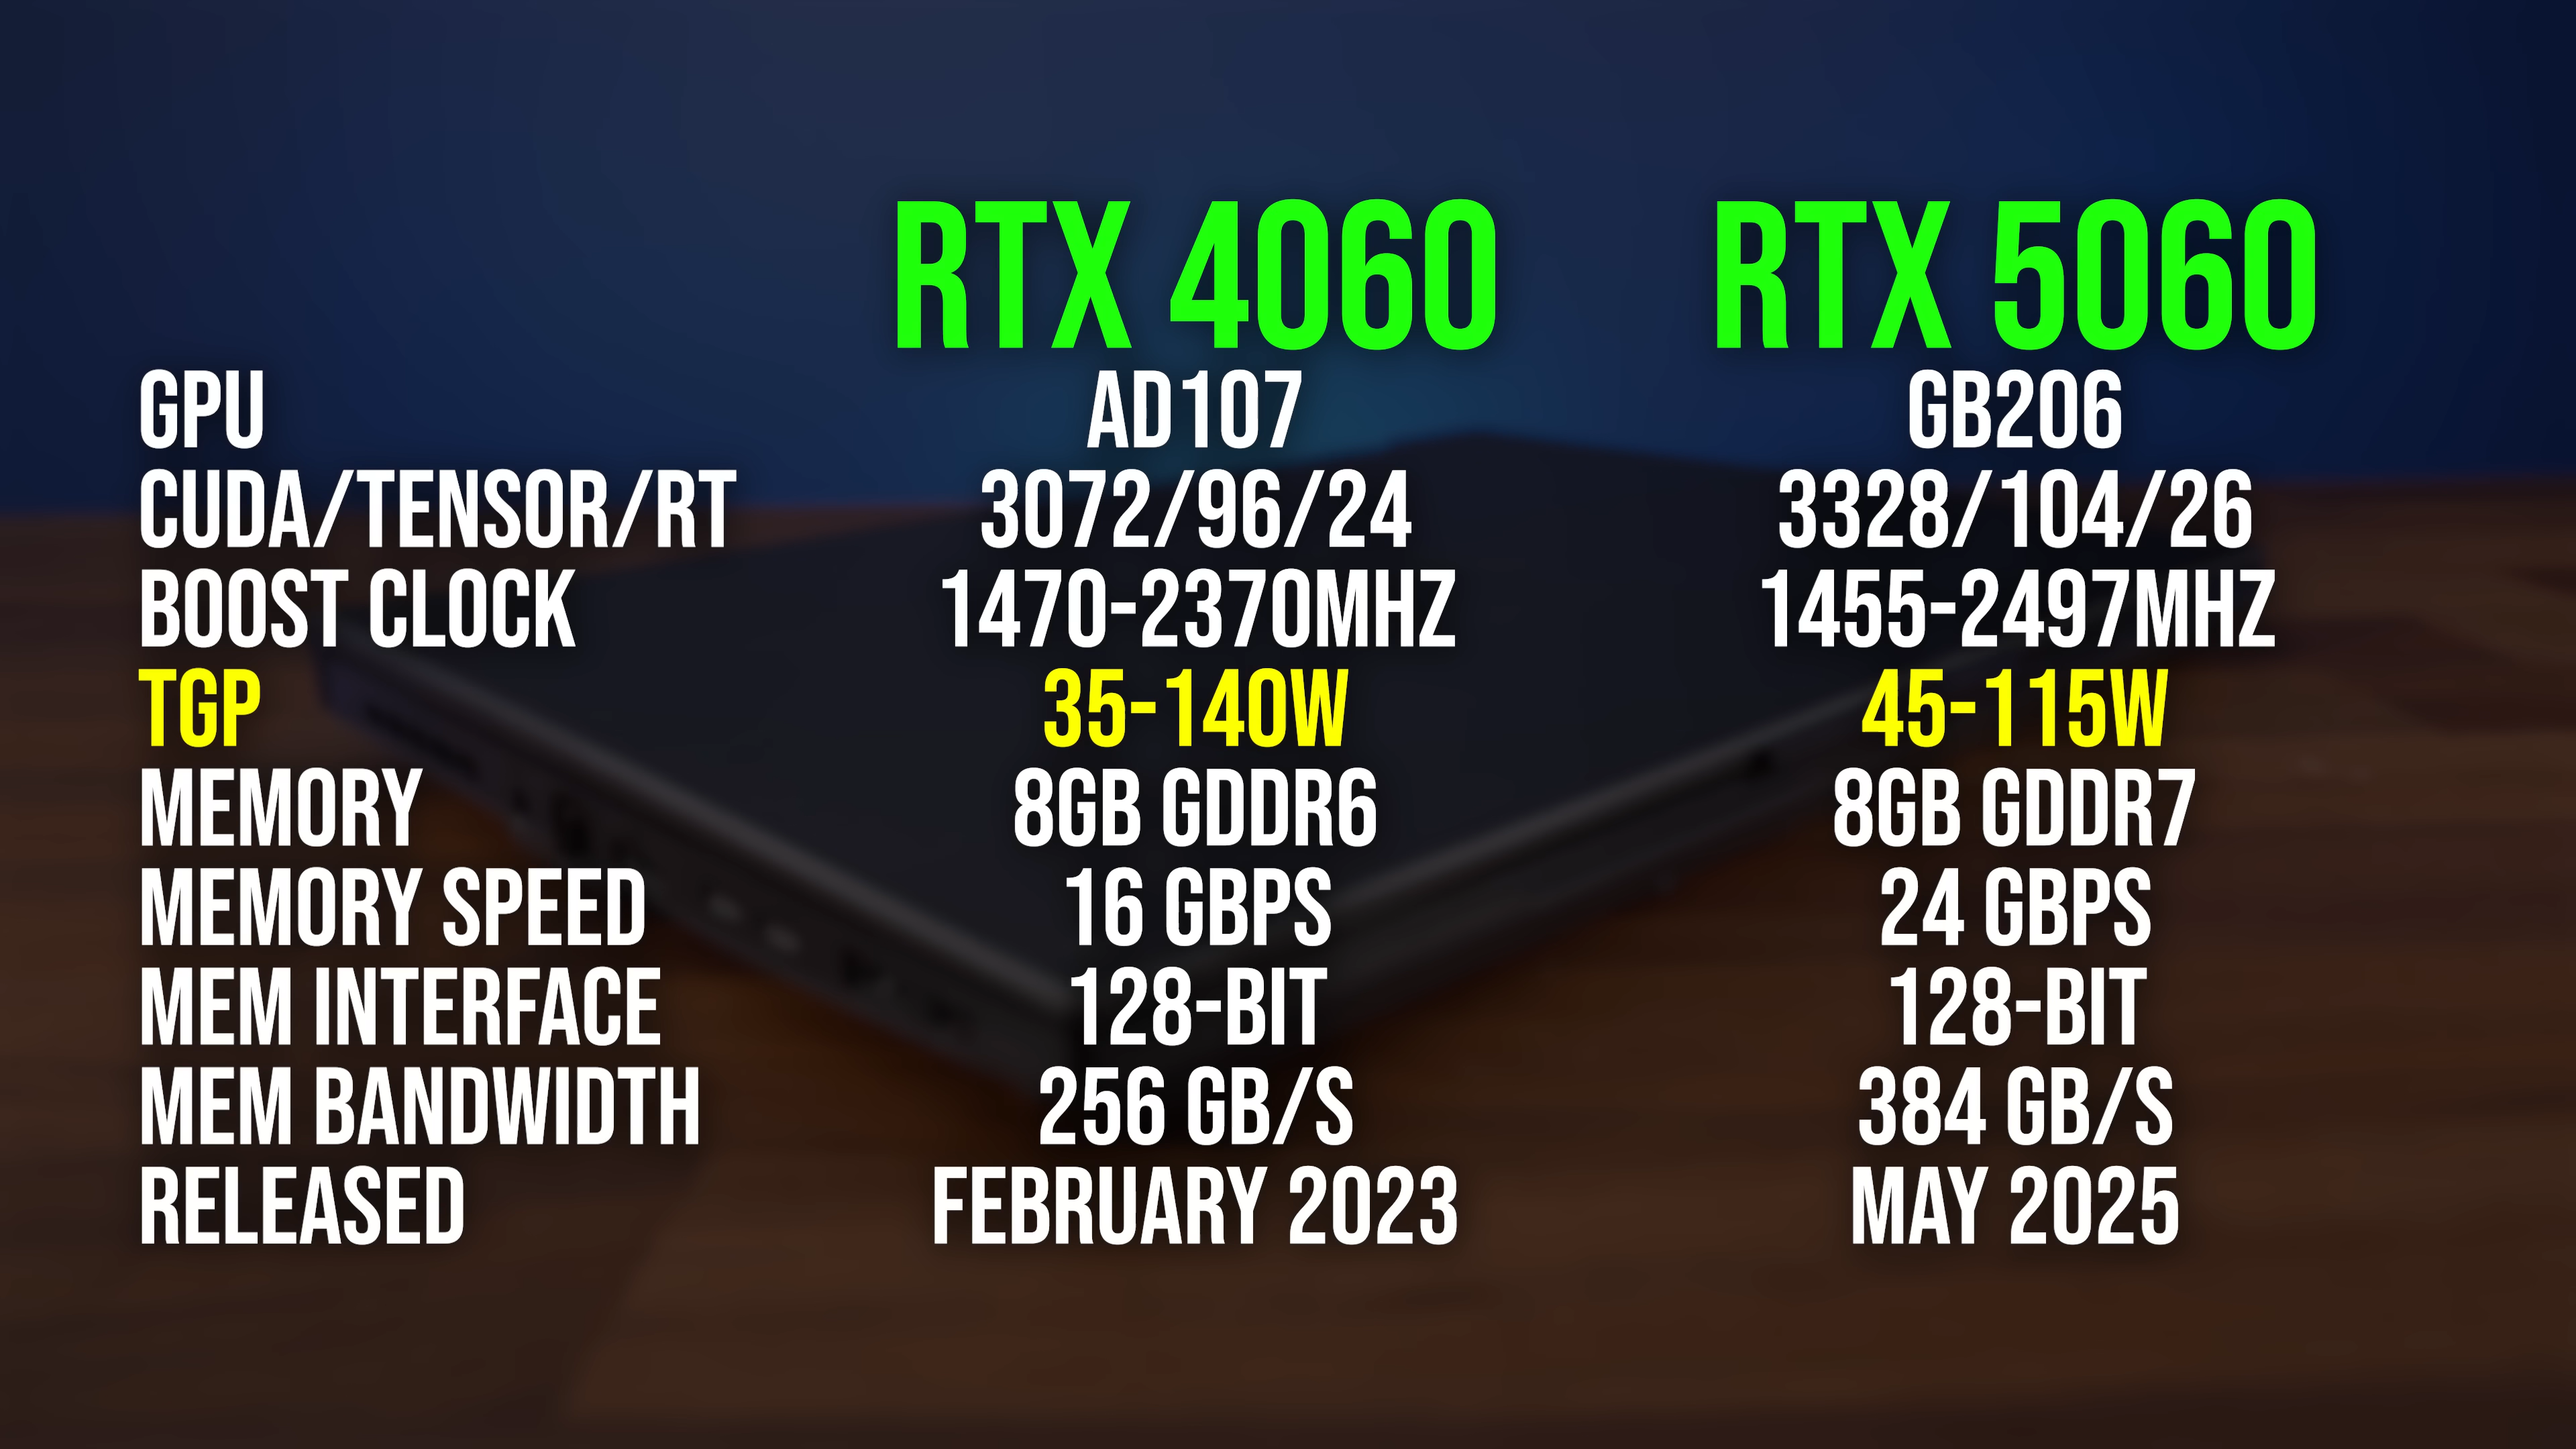 RTX 4060 RTX 5060
GPU AD107 GB206
CUDA/TENSOR/RT 3072/96/24 3328/104/26
BOOST CLOCK 1470-2370MHZ 1455-2497MHZ
TGP 35-140W 45-115W
MEMORY 8GB GDDR6 8GB GDDR7
MEMORY SPEED 16 GBPS 24 GBPS
MEM INTERFACE 128-BIT 128-BIT
MEM BANDWIDTH 256 GB/S 384 GB/S
RELEASED FEBRUARY 2023 MAY 2025